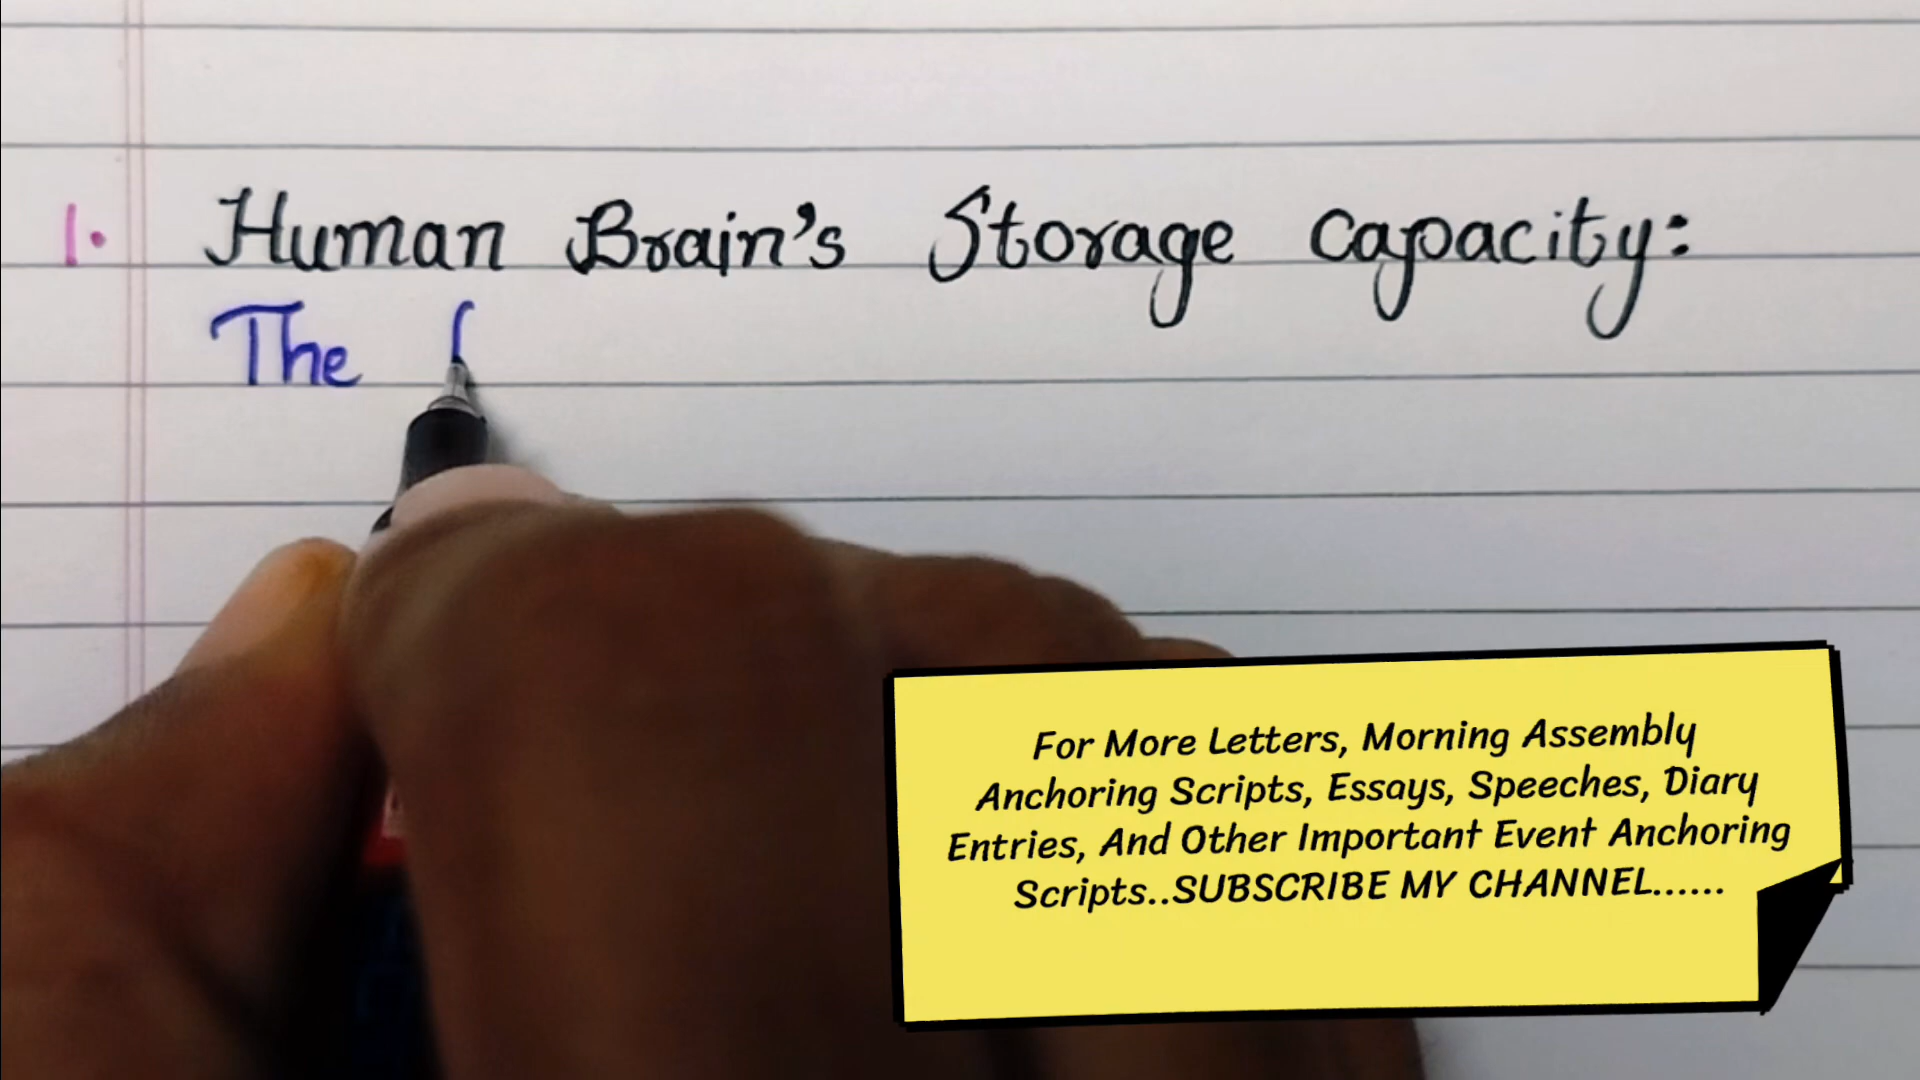 1. Human Brain's Storage Capacity:
The
For More Letters, Morning Assembly
Anchoring Scripts, Essays, Speeches, Diary
Entries, And Other Important Event Anchoring
Scripts..SUBSCRIBE MY CHANNEL......